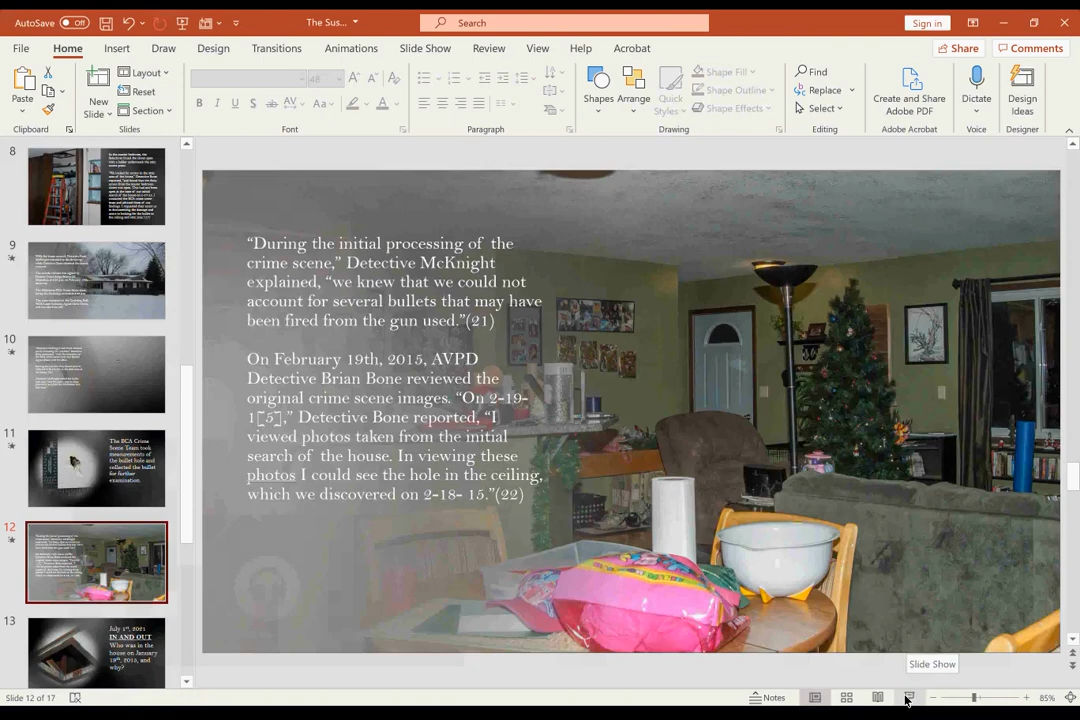 AutoSave Off
The Sus...
Search
Sign in
File Home Insert Draw Design Transitions Animations Slide Show Review View Help Acrobat
Share Comments
Paste
New
Slide
Layout
Reset
Section
48
Shapes Arrange Quick
Styles
Shape Fill
Shape Outline
Shape Effects
Find
Replace
Select
Create and Share
Adobe PDF
Dictate
Design
Ideas
Clipboard Slides Font Paragraph Drawing Editing Adobe Acrobat Voice Designer
8
9
10
11
The BCA Crime
Scene Team took
measurements of
the bullet hole and
collected the bullet
for further
examination.
12
13
July 1st, 2021
IN AND OUT
Who was in the
house on January
19th, 2015, and
why?
“During the initial processing of the
crime scene,” Detective McKnight
explained, “we knew that we could not
account for several bullets that may have
been fired from the gun used.”(21)
On February 19th, 2015, AVPD
Detective Brian Bone reviewed the
original crime scene images. “On 2-19-
1[5],” Detective Bone reported, “I
viewed photos taken from the initial
search of the house. In viewing these
photos I could see the hole in the ceiling,
which we discovered on 2-18- 15.”(22)
Slide Show
Slide 12 of 17
Notes
85%